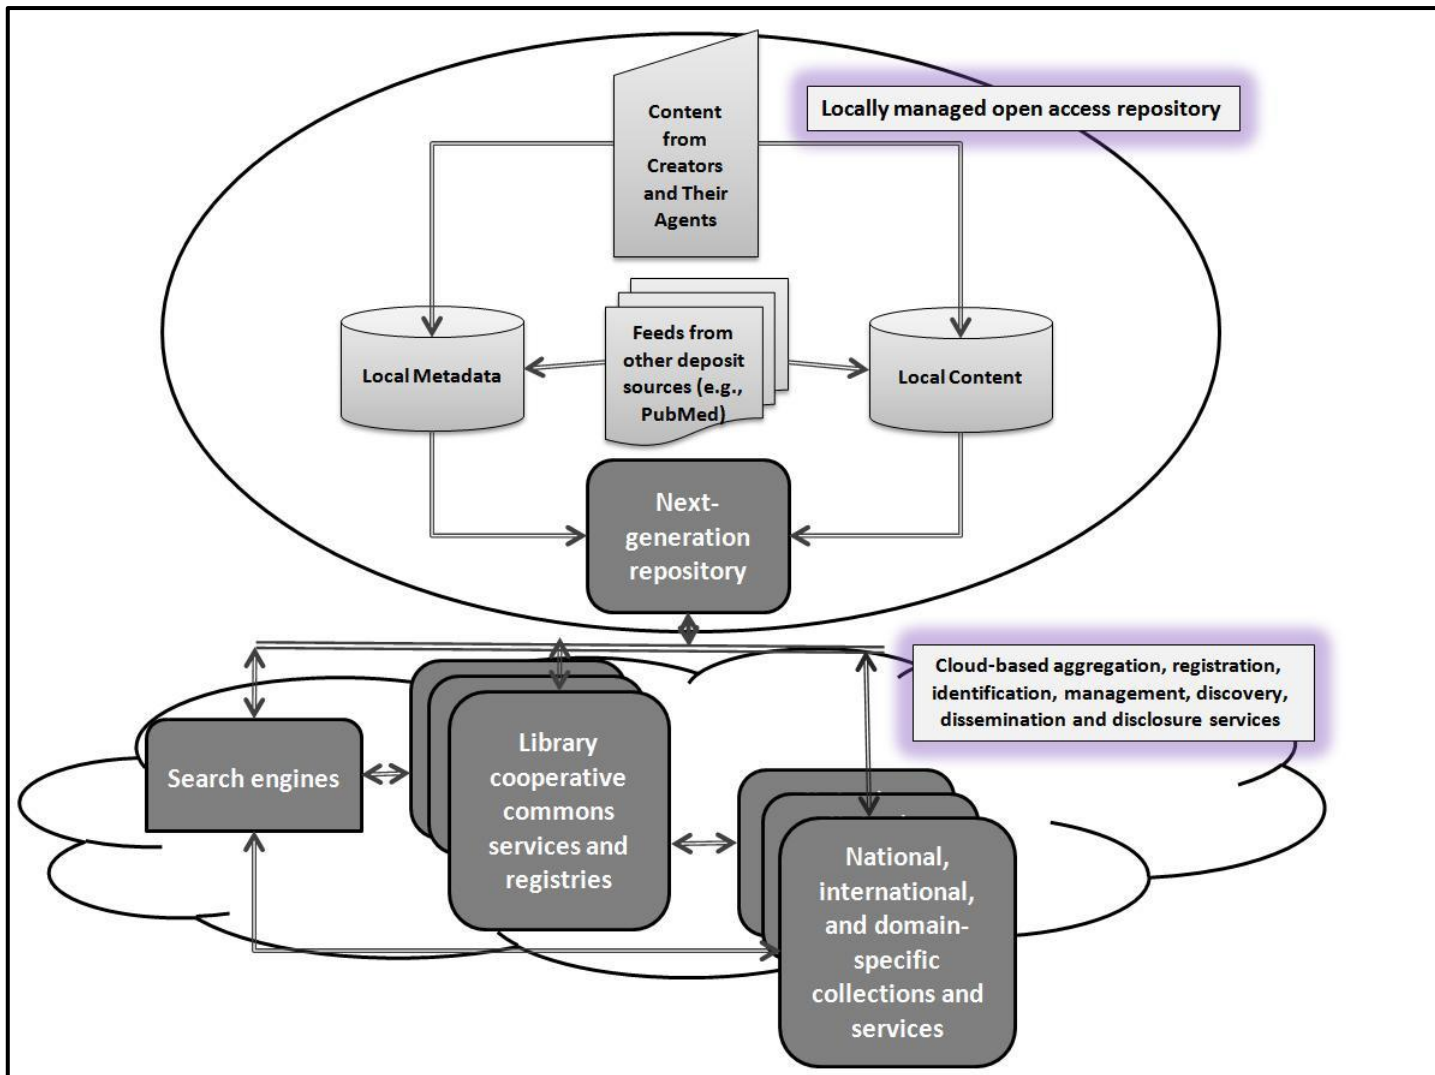 Content
from
Creators
and Their
Agents
Locally managed open access repository
Local Metadata
Feeds from
other deposit
sources (e.g.,
PubMed)
Local Content
Next-
generation
repository
Cloud-based aggregation, registration,
identification, management, discovery,
dissemination and disclosure services
Search engines
Library
cooperative
commons
services and
registries
National,
international,
and domain-
specific
collections and
services